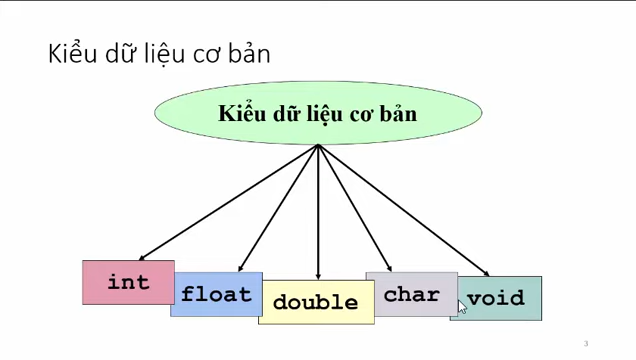 Kiểu dữ liệu cơ bản
Kiểu dữ liệu cơ bản
int
float
double
char
void
3